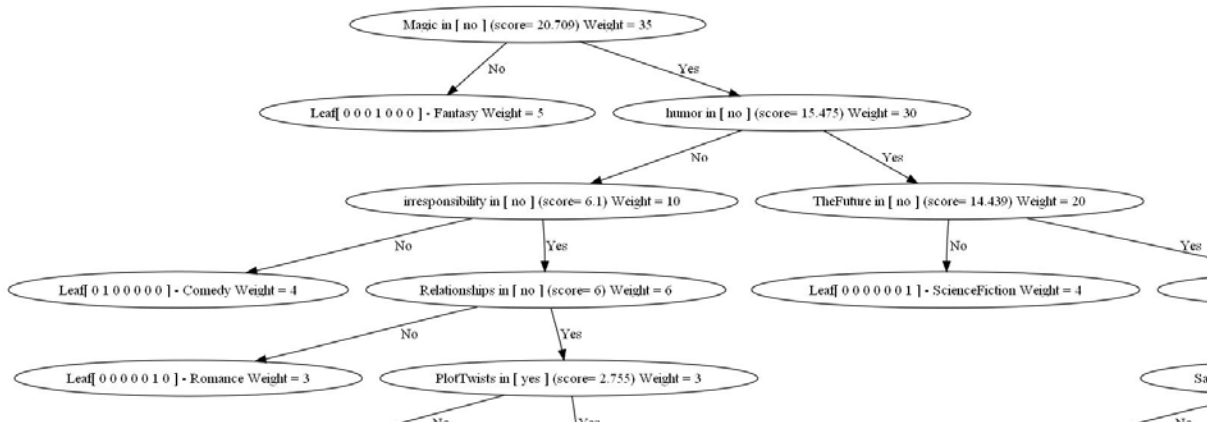 Magic in [ no ] (score= 20.709) Weight = 35
No
Yes
Leaf[ 0 0 0 1 0 0 0 ] - Fantasy Weight = 5
humor in [ no ] (score= 15.475) Weight = 30
No
Yes
irresponsibility in [ no ] (score= 6.1) Weight = 10
TheFuture in [ no ] (score= 14.439) Weight = 20
No
Yes
No
Yes
Leaf[ 0 1 0 0 0 0 0 ] - Comedy Weight = 4
Relationships in [ no ] (score= 6) Weight = 6
Leaf[ 0 0 0 0 0 0 1 ] - ScienceFiction Weight = 4
No
Yes
Leaf[ 0 0 0 0 0 1 0 ] - Romance Weight = 3
PlotTwists in [ yes ] (score= 2.755) Weight = 3
Sa
No
Yes
No